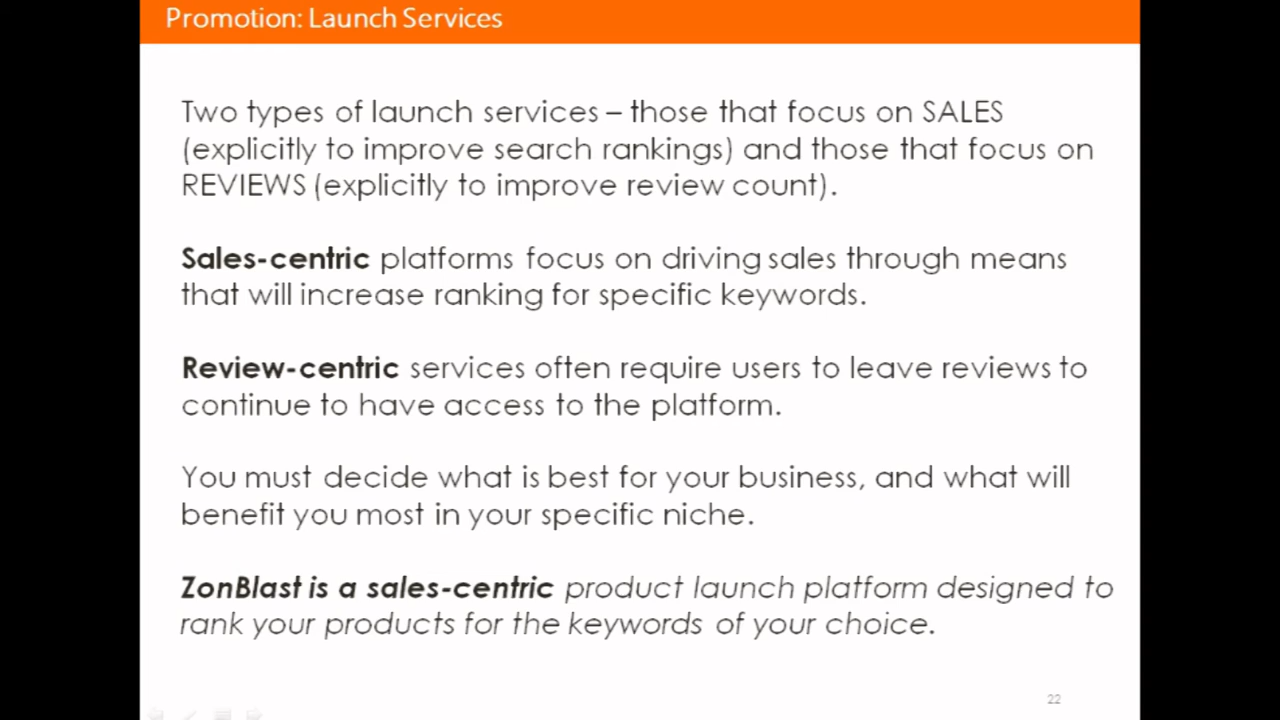 Promotion: Launch Services
Two types of launch services – those that focus on SALES
(explicitly to improve search rankings) and those that focus on
REVIEWS (explicitly to improve review count).
Sales-centric platforms focus on driving sales through means
that will increase ranking for specific keywords.
Review-centric services often require users to leave reviews to
continue to have access to the platform.
You must decide what is best for your business, and what will
benefit you most in your specific niche.
ZonBlast is a sales-centric product launch platform designed to
rank your products for the keywords of your choice.
22